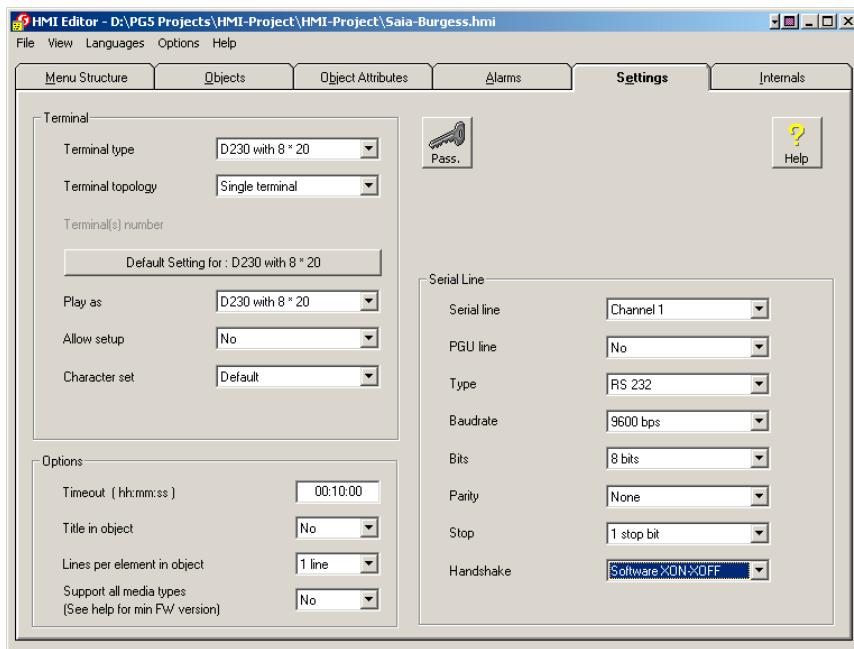 HMI Editor - D:\PG5 Projects\HMI-Project\HMI-Project\Saia-Burgess.hmi
File View Languages Options Help
Menu Structure Objects Object Attributes Alarms Settings Internals
Terminal
Terminal type D230 with 8 * 20
Terminal topology Single terminal
Terminal(s) number
Default Setting for : D230 with 8 * 20
Play as D230 with 8 * 20
Allow setup No
Character set Default
Options
Timeout ( hh:mm:ss ) 00:10:00
Title in object No
Lines per element in object 1 line
Support all media types
(See help for min FW version) No
Pass.
Help
Serial Line
Serial line Channel 1
PGU line No
Type RS 232
Baudrate 9600 bps
Bits 8 bits
Parity None
Stop 1 stop bit
Handshake Software XON-XOFF